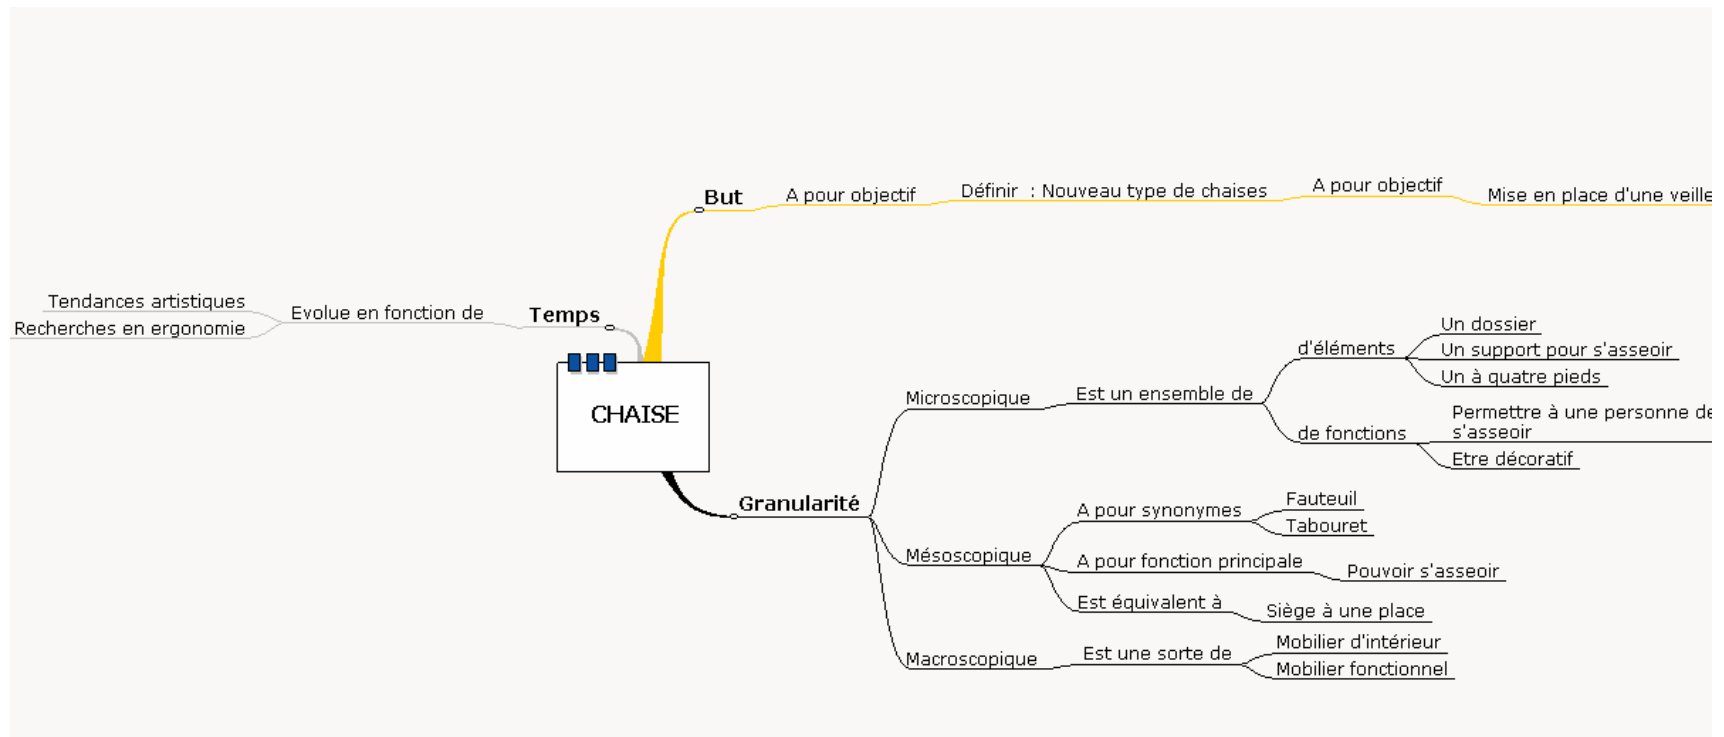 But
A pour objectif
Définir : Nouveau type de chaises
A pour objectif
Mise en place d'une veille
Tendances artistiques
Recherches en ergonomie
Evolue en fonction de
Temps
CHAISE
Granularité
Microscopique
Est un ensemble de
d'éléments
Un dossier
Un support pour s'asseoir
Un à quatre pieds
de fonctions
Permettre à une personne de
s'asseoir
Etre décoratif
Mésoscopique
A pour synonymes
Fauteuil
Tabouret
A pour fonction principale
Pouvoir s'asseoir
Est équivalent à
Siège à une place
Macroscopique
Est une sorte de
Mobilier d'intérieur
Mobilier fonctionnel